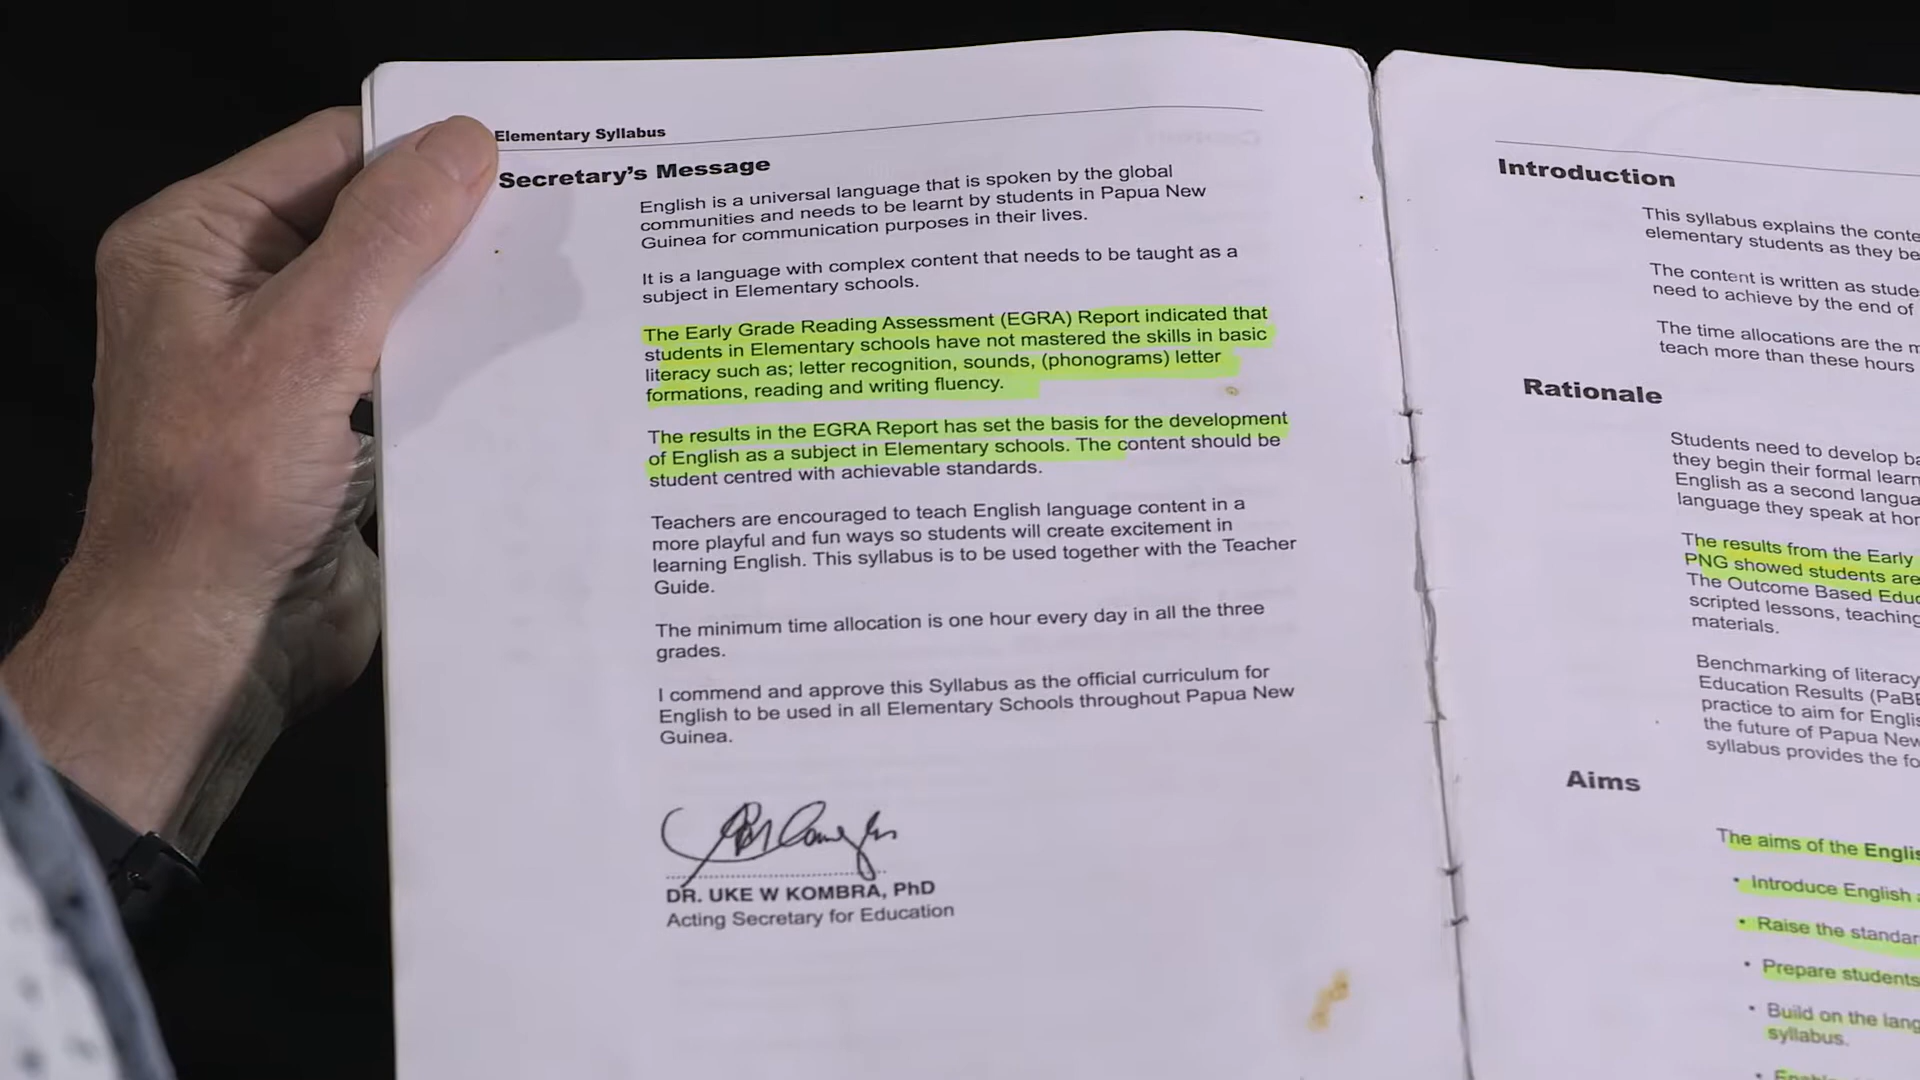 Elementary Syllabus
Secretary's Message
English is a universal language that is spoken by the global
communities and needs to be learnt by students in Papua New
Guinea for communication purposes in their lives.
It is a language with complex content that needs to be taught as a
subject in Elementary schools.
The Early Grade Reading Assessment (EGRA) Report indicated that
students in Elementary schools have not mastered the skills in basic
literacy such as; letter recognition, sounds, (phonograms) letter
formations, reading and writing fluency.
The results in the EGRA Report has set the basis for the development
of English as a subject in Elementary schools. The content should be
student centred with achievable standards.
Teachers are encouraged to teach English language content in a
more playful and fun ways so students will create excitement in
learning English. This syllabus is to be used together with the Teacher
Guide.
The minimum time allocation is one hour every day in all the three
grades.
I commend and approve this Syllabus as the official curriculum for
English to be used in all Elementary Schools throughout Papua New
Guinea.
DR. UKE W KOMBRA, PhD
Acting Secretary for Education
Introduction
This syllabus explains the conte
elementary students as they be
The content is written as stude
need to achieve by the end of
The time allocations are the m
teach more than these hours
Rationale
Students need to develop ba
they begin their formal learn
English as a second langua
language they speak at hor
The results from the Early
PNG showed students are
The Outcome Based Educ
scripted lessons, teaching
materials.
Benchmarking of literacy
Education Results (PaBE
practice to aim for Englis
the future of Papua New
syllabus provides the fo
Aims
The aims of the Englis
• Introduce English a
• Raise the standar
• Prepare students
• Build on the lang
syllabus.